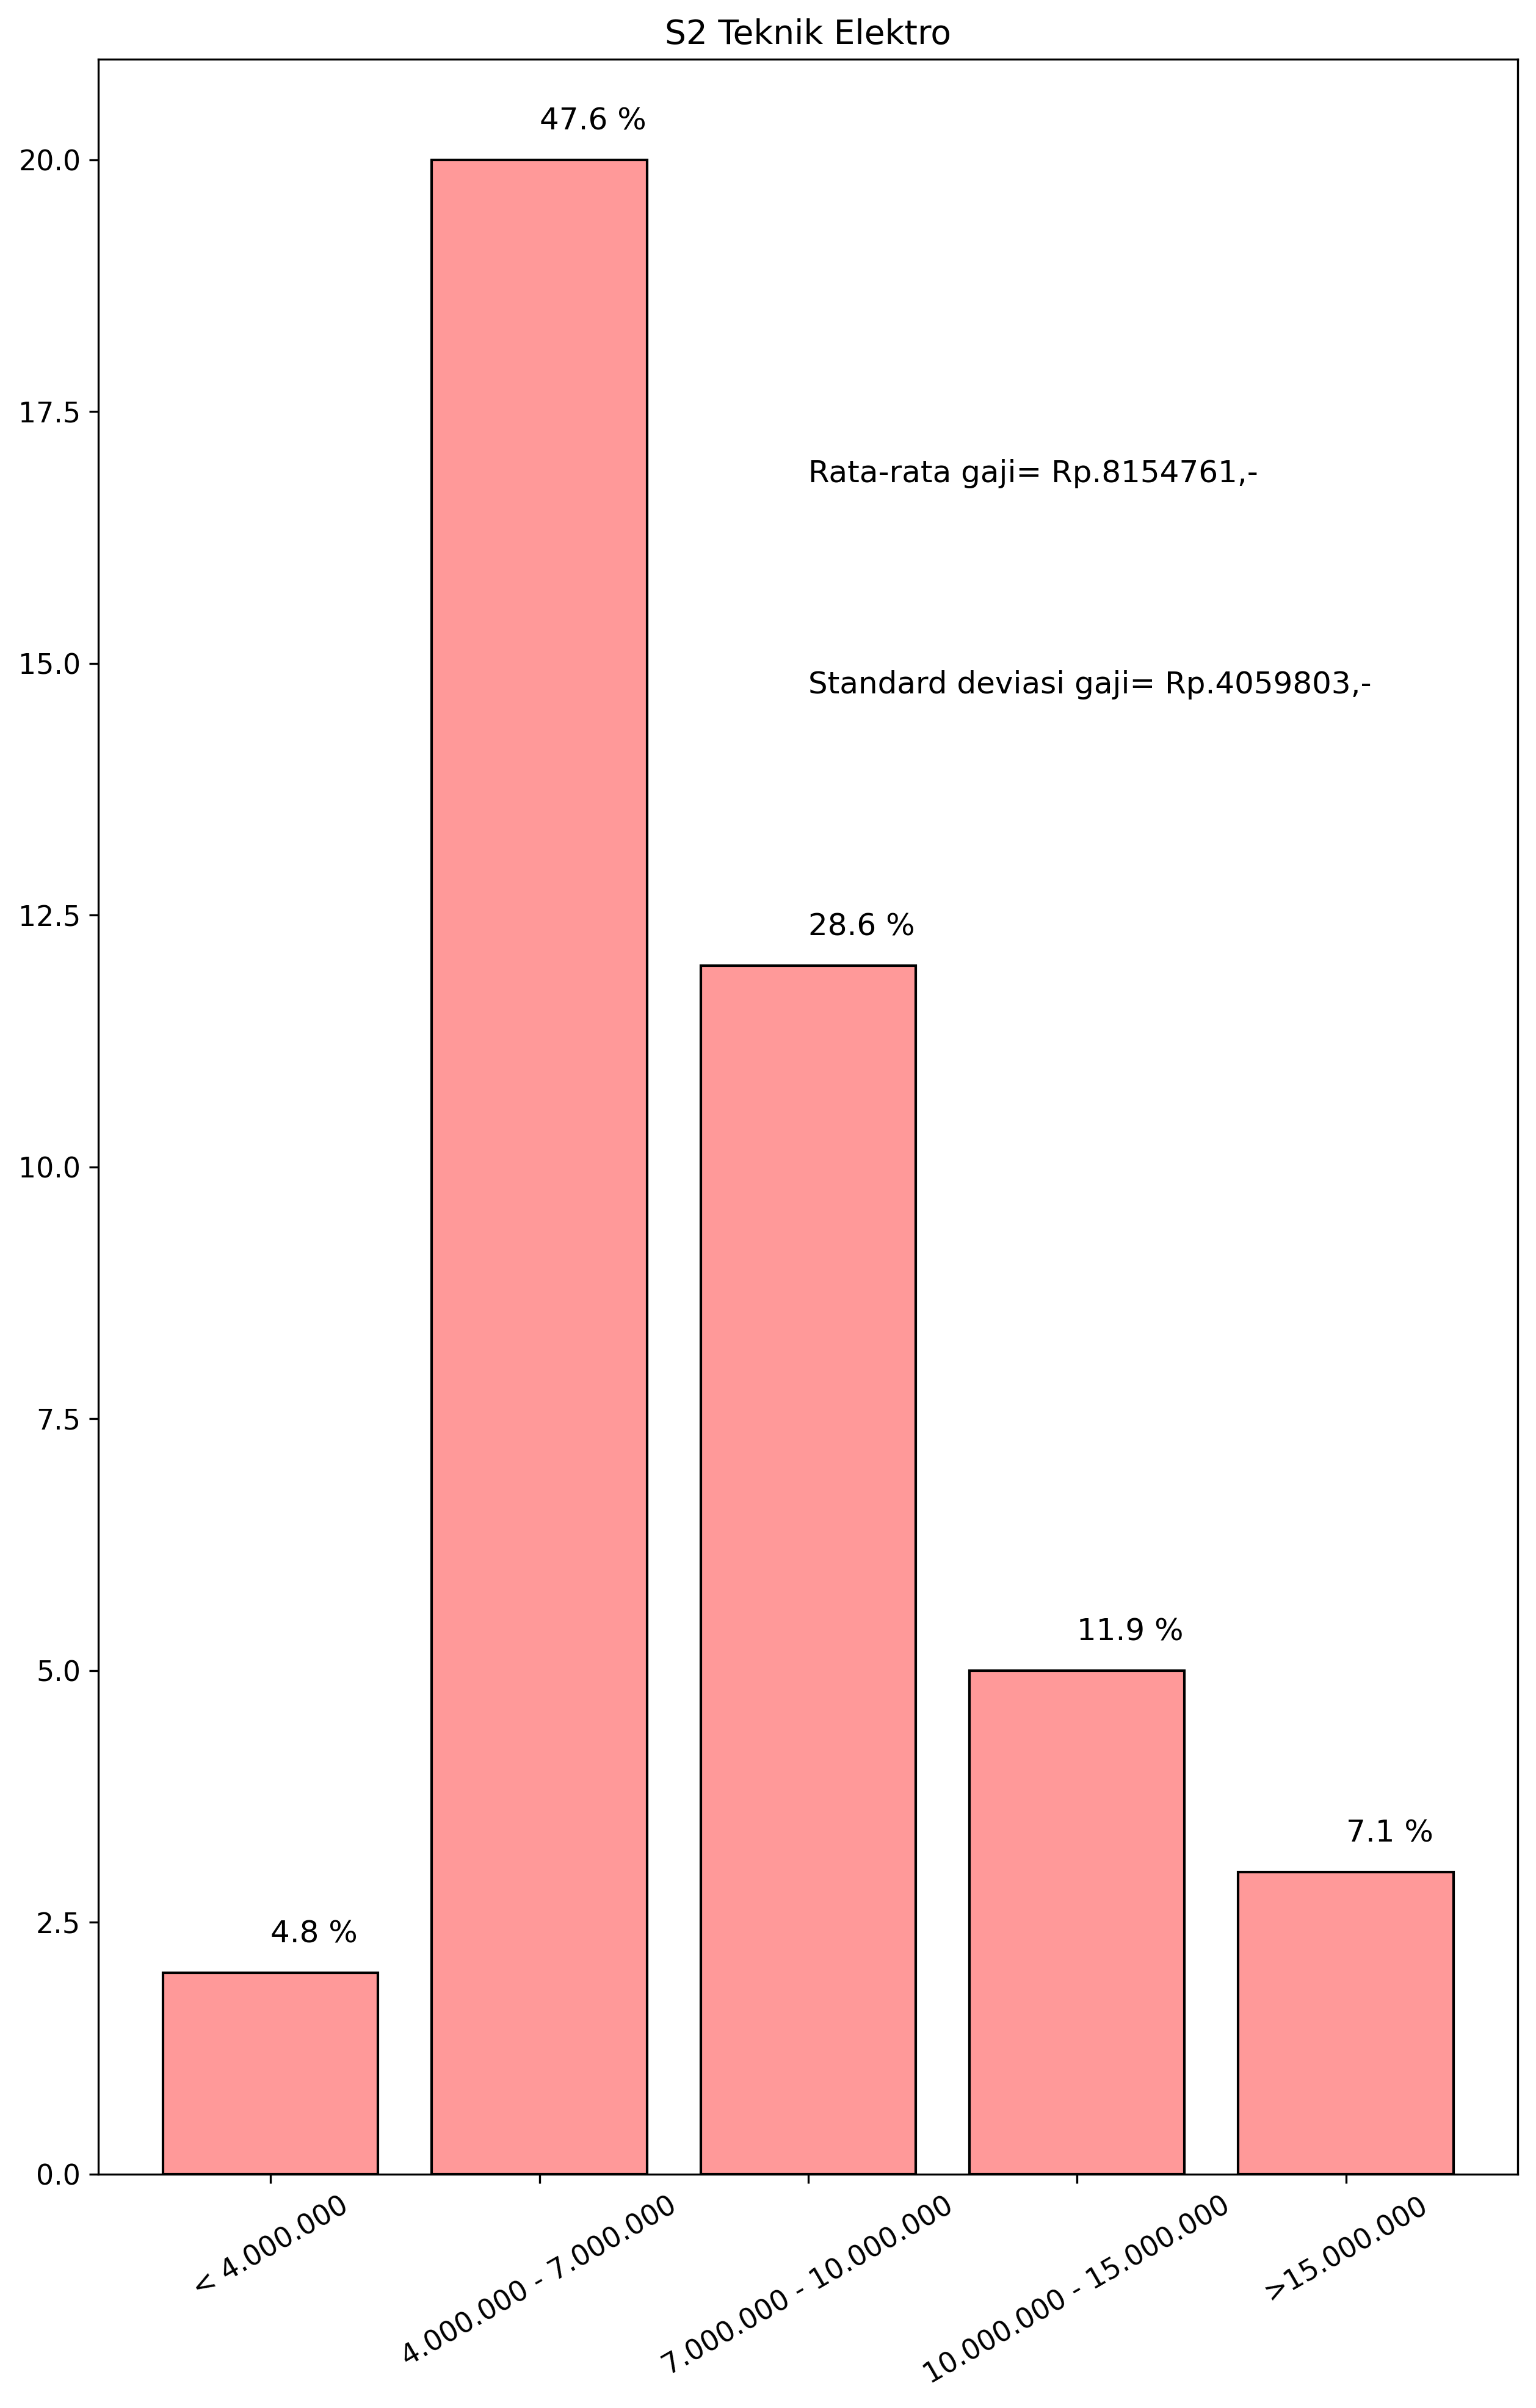 S2 Teknik Elektro
47.6 %
20.0
17.5
Rata-rata gaji= Rp.8154761,-
15.0
Standard deviasi gaji= Rp.4059803,-
12.5
28.6 %
10.0
7.5
11.9 %
5.0
7.1 %
2.5
4.8 %
0.0
< 4.000.000
4.000.000 - 7.000.000
7.000.000 - 10.000.000
10.000.000 - 15.000.000
>15.000.000